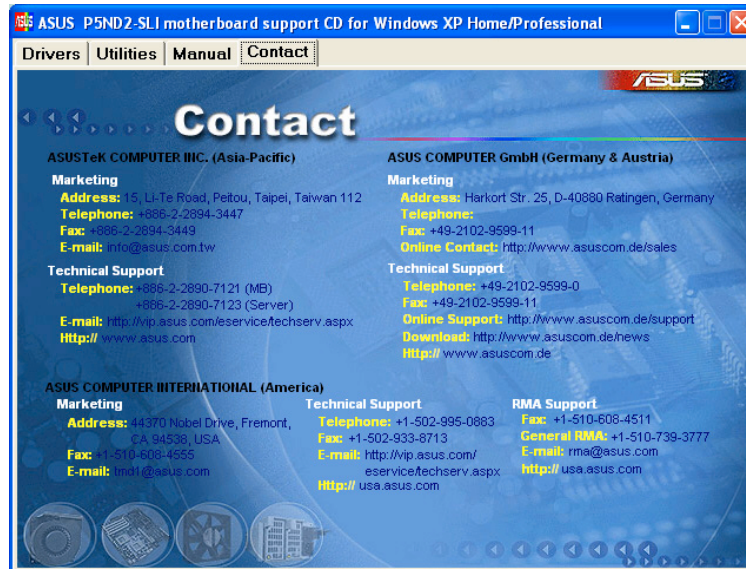 ASUS P5ND2-SLI motherboard support CD for Windows XP Home/Professional
Drivers Utilities Manual Contact
ASUS
Contact
ASUSTeK COMPUTER INC. (Asia-Pacific)
Marketing
Address: 15, Li-Te Road, Peitou, Taipei, Taiwan 112
Telephone: +886-2-2894-3447
Fax: +886-2-2894-3449
E-mail: info@asus.com.tw
Technical Support
Telephone: +886-2-2890-7121 (MB)
+886-2-2890-7123 (Server)
E-mail: http://vip.asus.com/eservice/techserv.aspx
Http:// www.asus.com
ASUS COMPUTER GmbH (Germany & Austria)
Marketing
Address: Harkort Str. 25, D-40880 Ratingen, Germany
Telephone:
Fax: +49-2102-9599-11
Online Contact: http://www.asuscom.de/sales
Technical Support
Telephone: +49-2102-9599-0
Fax: +49-2102-9599-11
Online Support: http://www.asuscom.de/support
Download: http://www.asuscom.de/news
Http:// www.asuscom.de
ASUS COMPUTER INTERNATIONAL (America)
Marketing
Address: 44370 Nobel Drive, Fremont,
CA 94538, USA
Fax: +1-510-608-4555
E-mail: tmd1@asus.com
Technical Support
Telephone: +1-502-995-0883
Fax: +1-502-933-8713
E-mail: http://vip.asus.com/
eservice/techserv.aspx
Http:// usa.asus.com
RMA Support
Fax: +1-510-608-4511
General RMA: +1-510-739-3777
E-mail: rma@asus.com
http:// usa.asus.com